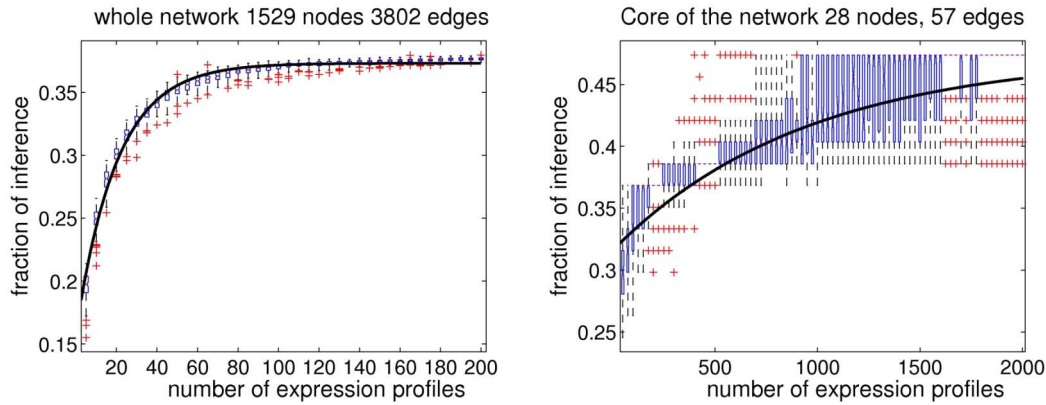 whole network 1529 nodes 3802 edges
fraction of inference
0.35
0.3
0.25
0.2
0.15
20 40 60 80 100 120 140 160 180 200
number of expression profiles
Core of the network 28 nodes, 57 edges
fraction of inference
0.45
0.4
0.35
0.3
0.25
500 1000 1500 2000
number of expression profiles